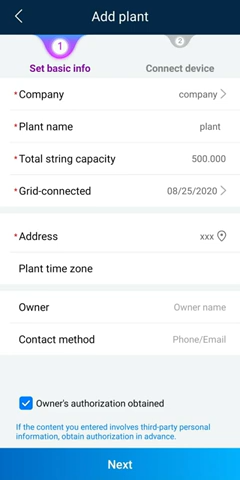 Add plant
1
2
Set basic info
Connect device
*Company
company >
*Plant name
plant
*Total string capacity
500.000
*Grid-connected
08/25/2020 >
*Address
xxx
Plant time zone
Owner
Owner name
Contact method
Phone/Email
Owner's authorization obtained
If the content you entered involves third-party personal
information, obtain authorization in advance.
Next